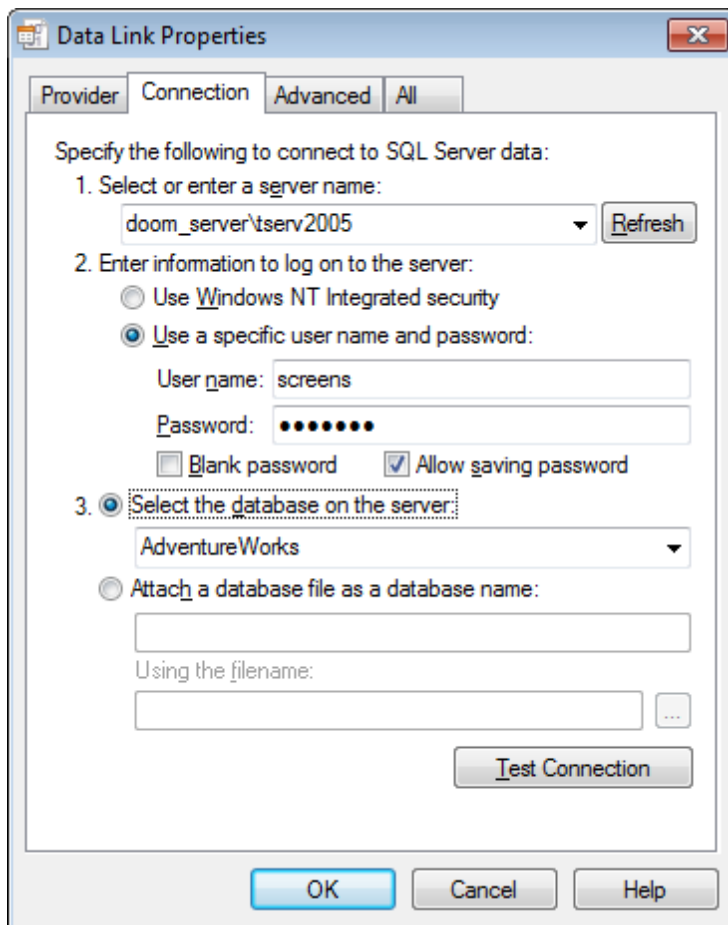 Data Link Properties
Provider Connection Advanced All
Specify the following to connect to SQL Server data:
1. Select or enter a server name:
doom_server\tserv2005 Refresh
2. Enter information to log on to the server:
Use Windows NT Integrated security
Use a specific user name and password:
User name: screens
Password: •••••••
Blank password Allow saving password
3. Select the database on the server:
AdventureWorks
Attach a database file as a database name:
Using the filename:
...
Test Connection
OK Cancel Help